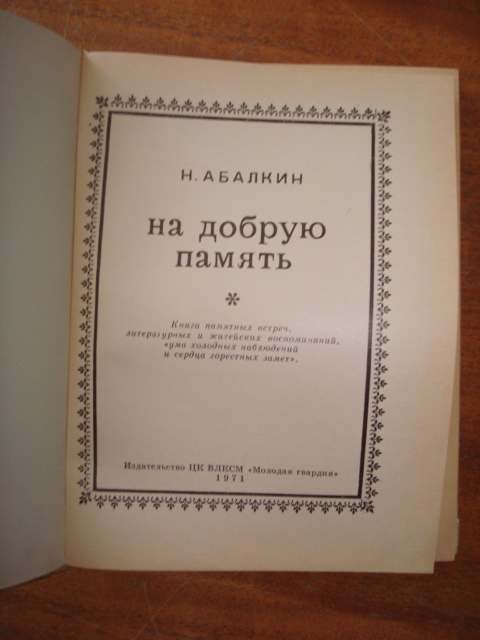 Н. АБАЛКИН
на добрую
память
*
Книга памятных встреч,
литературных и житейских воспоминаний,
«ума холодных наблюдений
и сердца горестных замет».
Издательство ЦК ВЛКСМ «Молодая гвардия»
1971